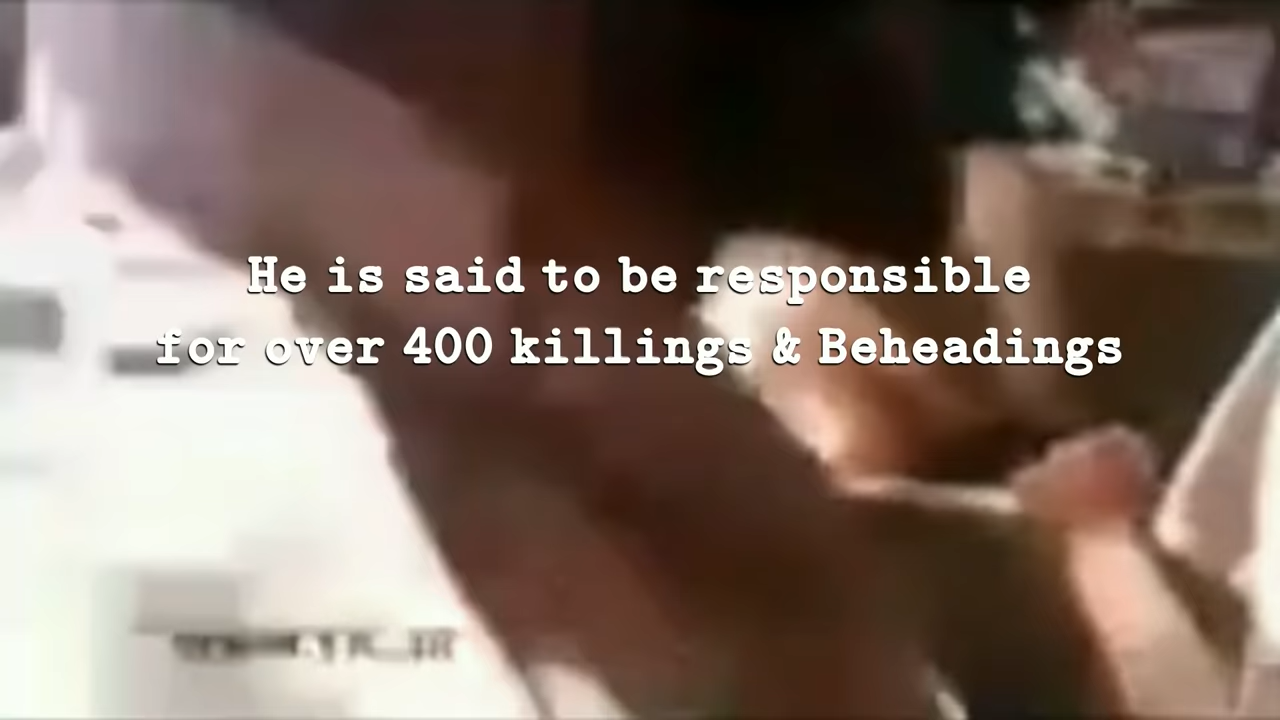 He is said to be responsible
for over 400 killings & Beheadings